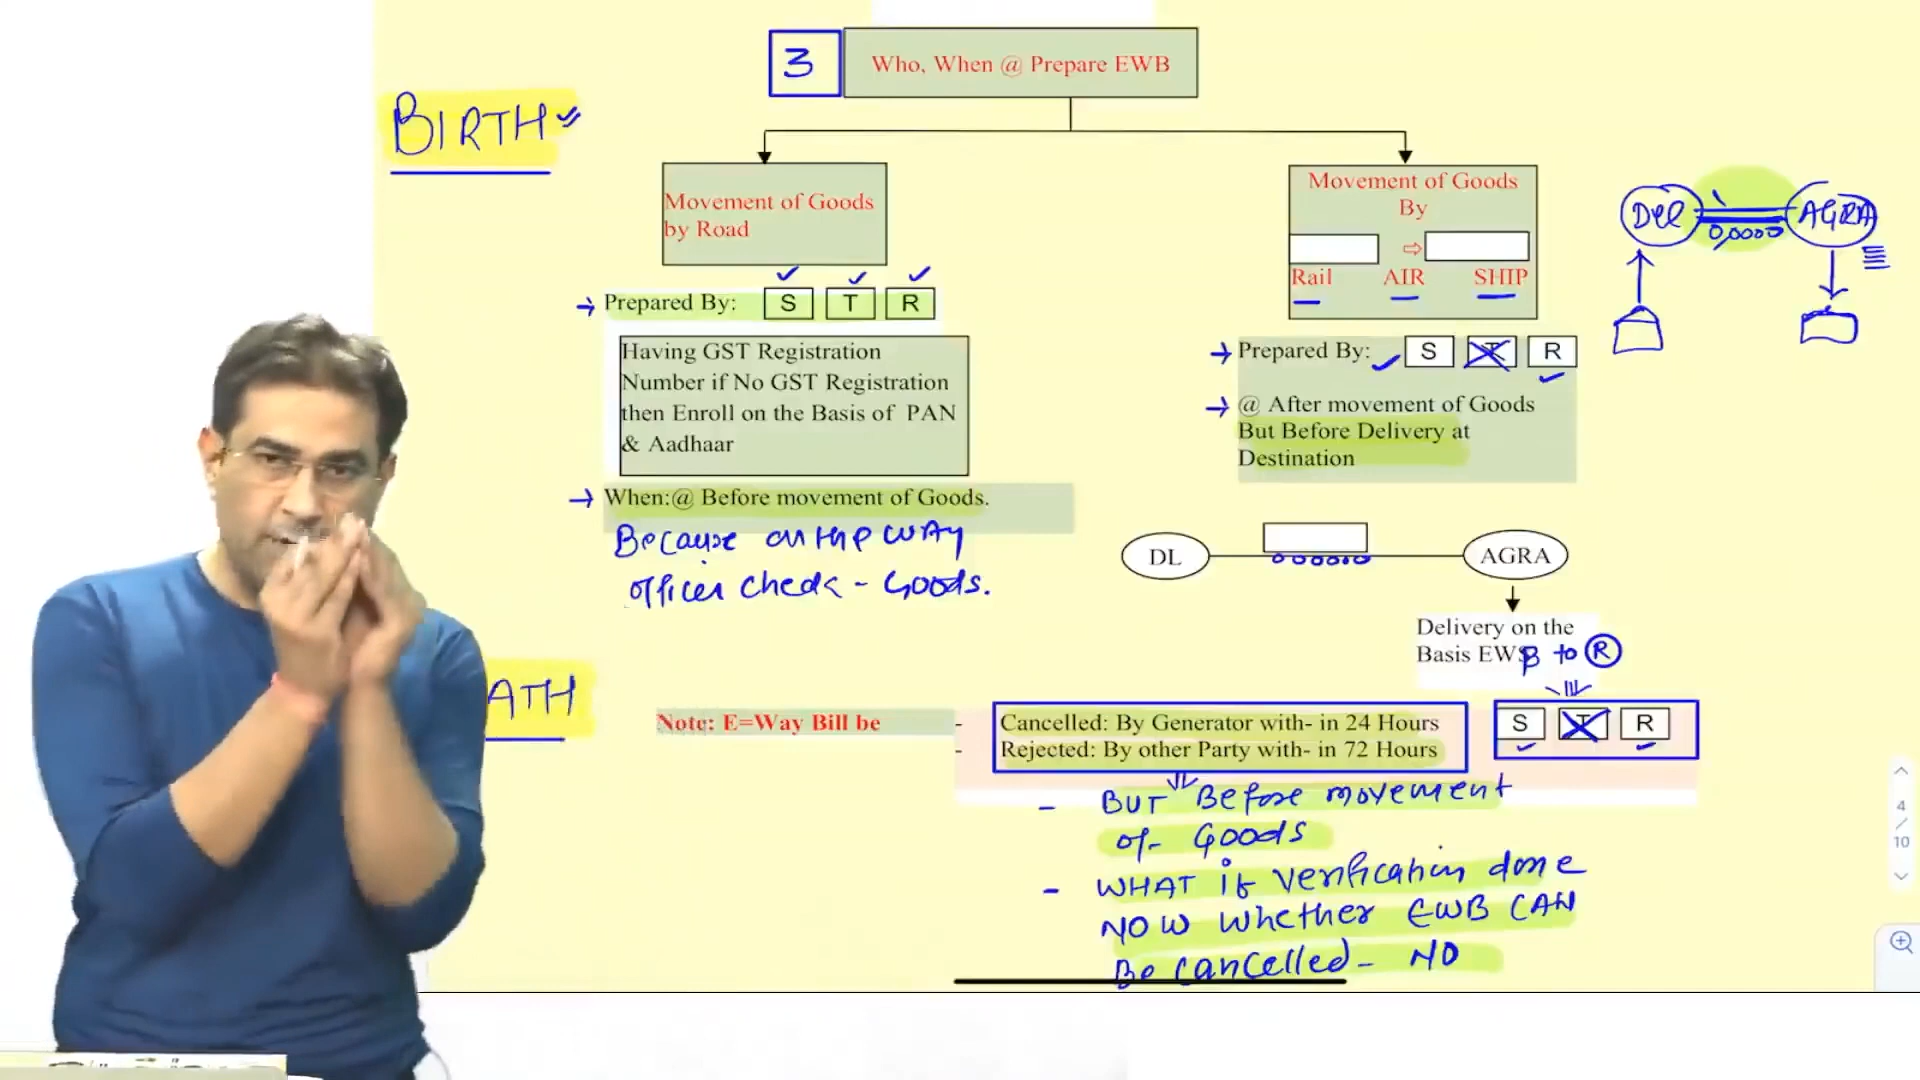 3 Who, When @ Prepare EWB
BIRTH
Movement of Goods
by Road
Movement of Goods
By
Rail AIR SHIP
Del AGRA
Prepared By: S T R
Having GST Registration
Number if No GST Registration
then Enroll on the Basis of PAN
& Aadhaar
When:@ Before movement of Goods.
Because on the way
officer check - Goods.
Prepared By: S T R
@ After movement of Goods
But Before Delivery at
Destination
DL AGRA
Delivery on the
Basis EWB to R
ATH
Note: E=Way Bill be
- Cancelled: By Generator with- in 24 Hours
- Rejected: By other Party with- in 72 Hours
S T R
- BUT Before movement
of Goods
- WHAT if verification done
NOW whether EWB CAN
Be cancelled - NO
4
/
10